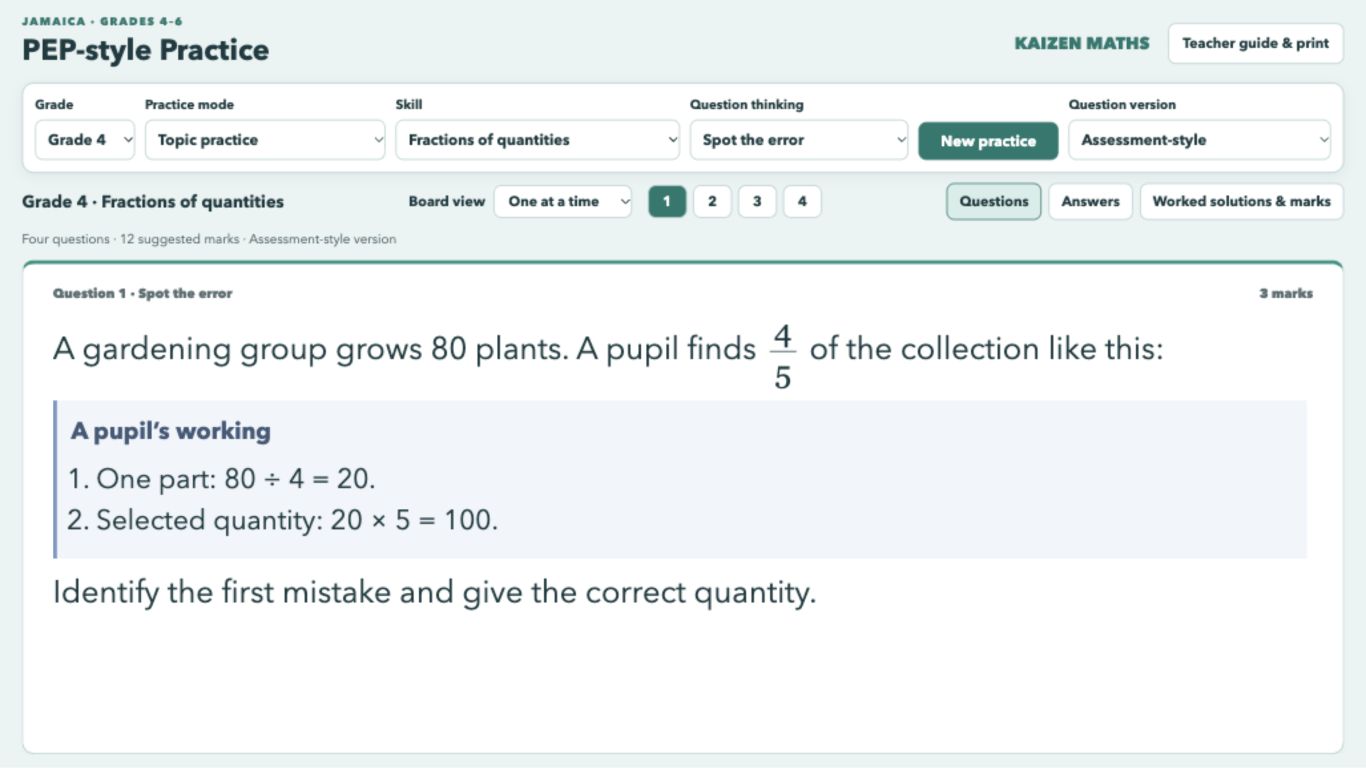 JAMAICA · GRADES 4–6
PEP-style Practice
KAIZEN MATHS
Teacher guide & print
Grade
Practice mode
Skill
Question thinking
Question version
Grade 4
Topic practice
Fractions of quantities
Spot the error
New practice
Assessment-style
Grade 4 · Fractions of quantities
Board view
One at a time
1
2
3
4
Questions
Answers
Worked solutions & marks
Four questions · 12 suggested marks · Assessment-style version
Question 1 · Spot the error
3 marks
A gardening group grows 80 plants. A pupil finds 4/5 of the collection like this:
A pupil’s working
1. One part: 80 ÷ 4 = 20.
2. Selected quantity: 20 × 5 = 100.
Identify the first mistake and give the correct quantity.